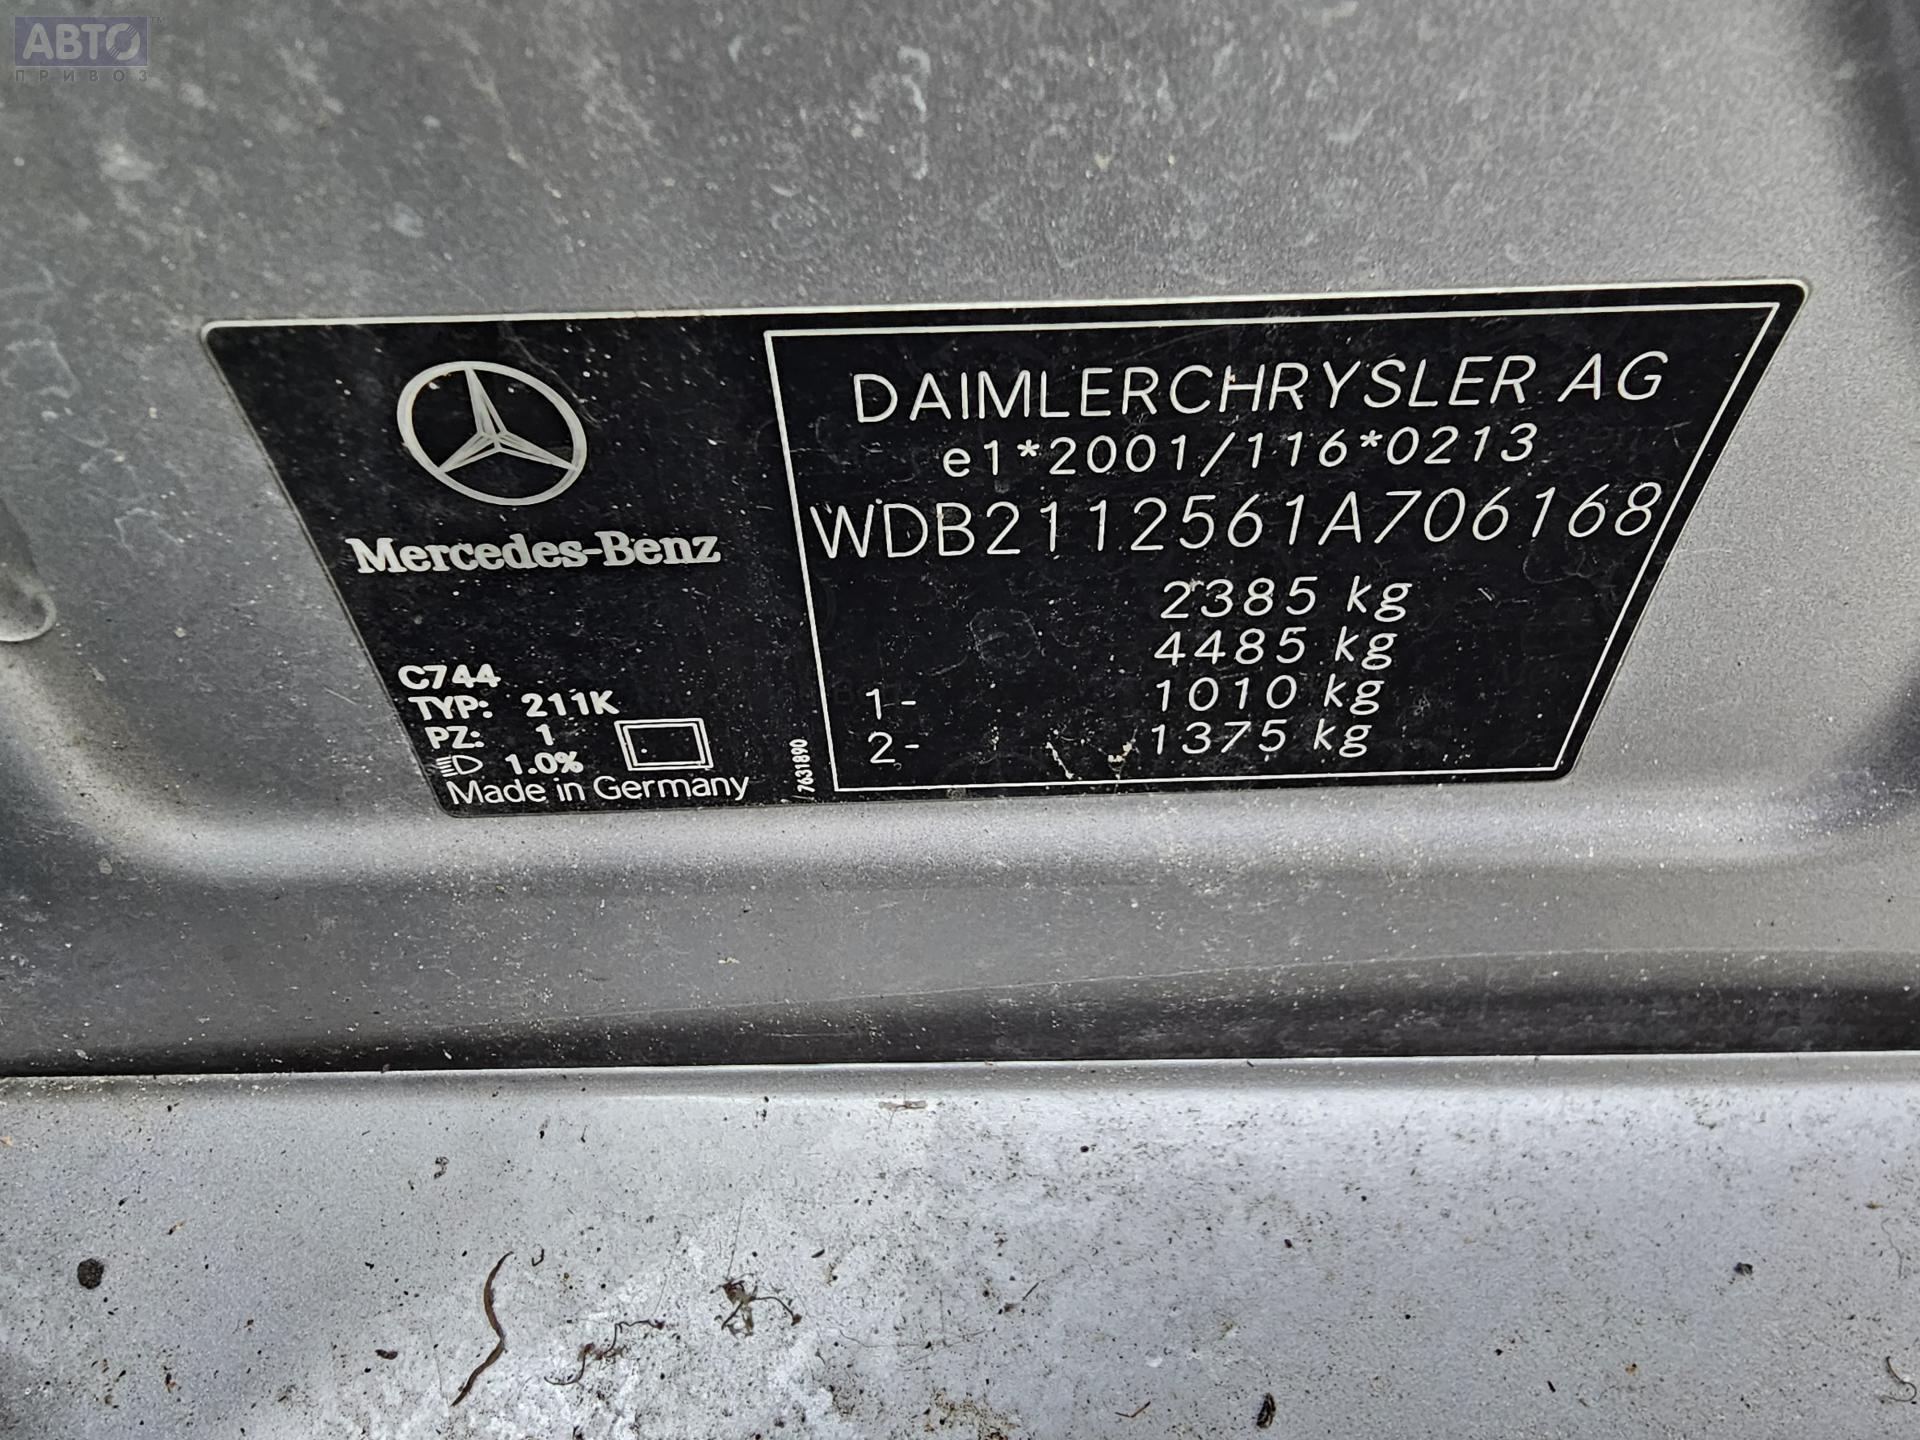 АВТО
ПРИВОЗ
Mercedes-Benz
C744
TYP: 211K
PZ: 1
1.0%
Made in Germany
7631890
DAIMLERCHRYSLER AG
e1*2001/116*0213
WDB2112561A706168
2385 kg
4485 kg
1- 1010 kg
2- 1375 kg